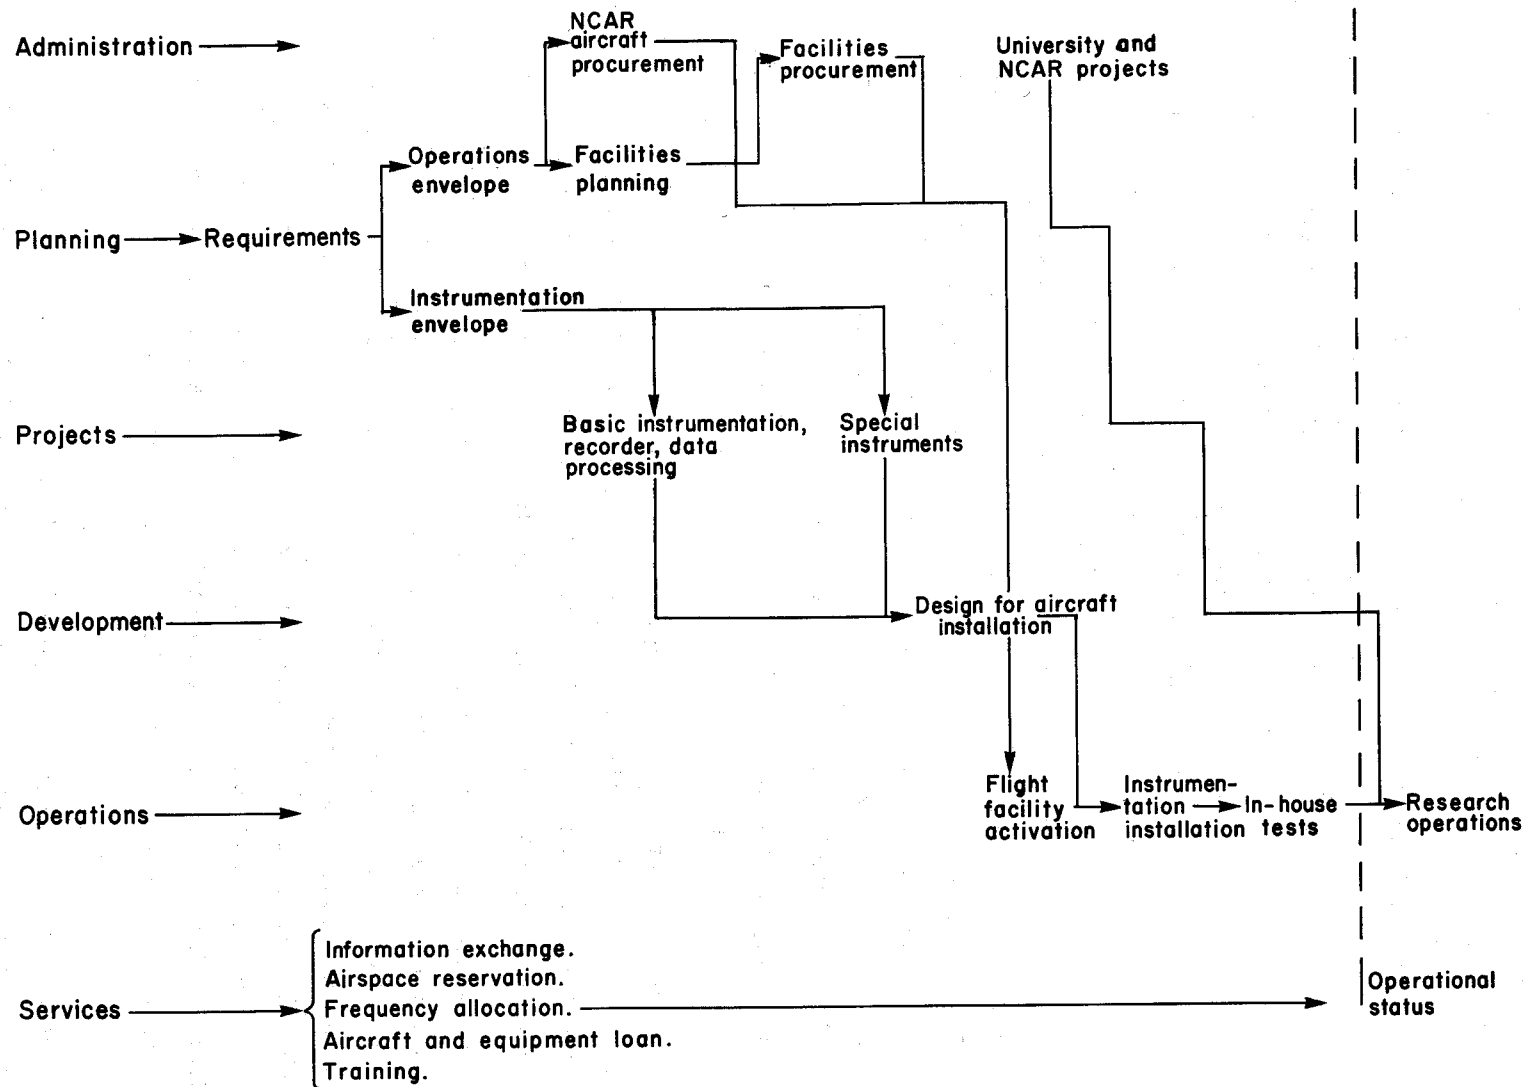 Administration
NCAR
aircraft
procurement
Facilities
procurement
University and
NCAR projects
Operations
envelope
Facilities
planning
Planning
Requirements
Instrumentation
envelope
Projects
Basic instrumentation,
recorder, data
processing
Special
instruments
Development
Design for aircraft
installation
Operations
Flight
facility
activation
Instrumen-
tation
installation
In-house
tests
Research
operations
Services
Information exchange.
Airspace reservation.
Frequency allocation.
Aircraft and equipment loan.
Training.
Operational
status